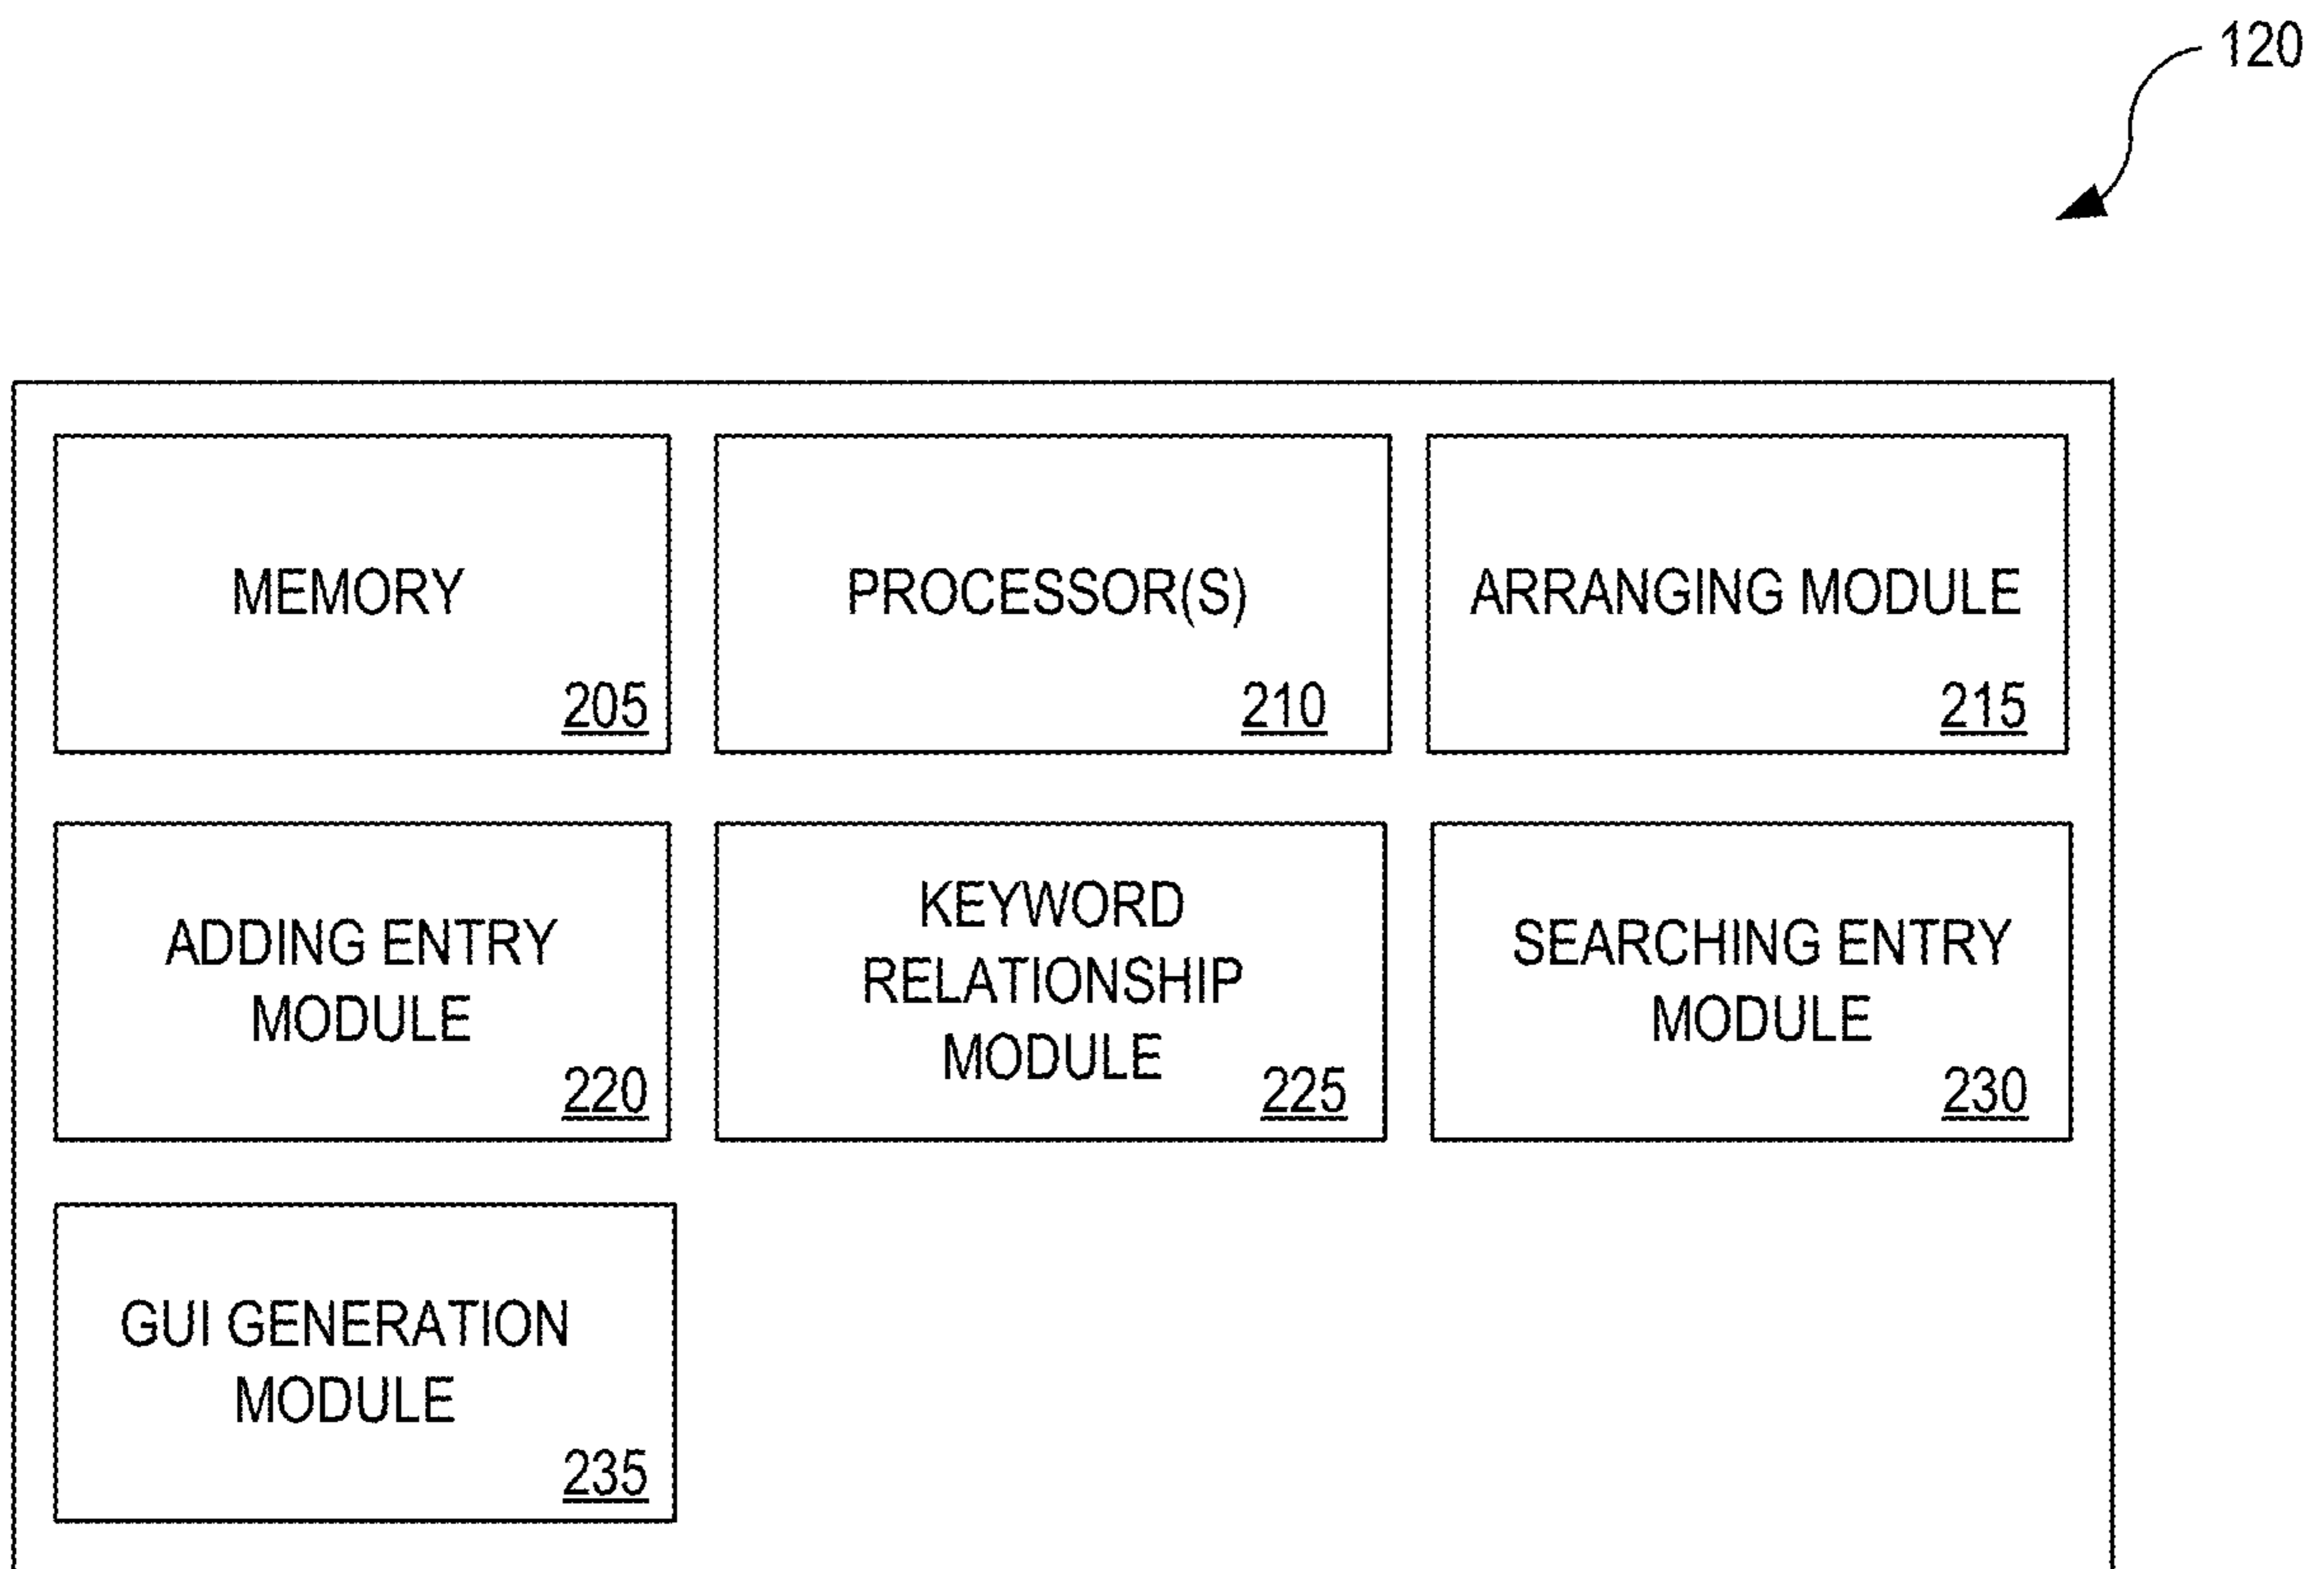 120
MEMORY
205
PROCESSOR(S)
210
ARRANGING MODULE
215
ADDING ENTRY
MODULE
220
KEYWORD
RELATIONSHIP
MODULE
225
SEARCHING ENTRY
MODULE
230
GUI GENERATION
MODULE
235